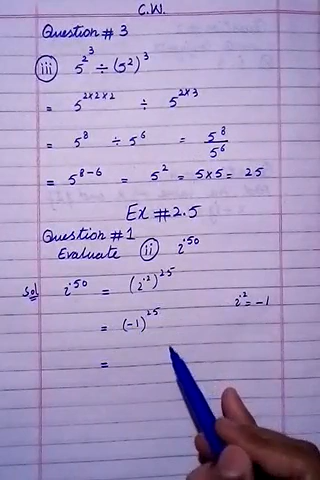 C.W.
Question # 3
(iii) 5^2^3 ÷ (5^2)^3
= 5^2×2×2 ÷ 5^2×3
= 5^8 ÷ 5^6 = 5^8/5^6
= 5^8-6 = 5^2 = 5×5 = 25
Ex # 2.5
Question # 1
Evaluate (ii) i^50
Sol i^50 = (i^2)^25
= (-1)^25 i^2 = -1
=